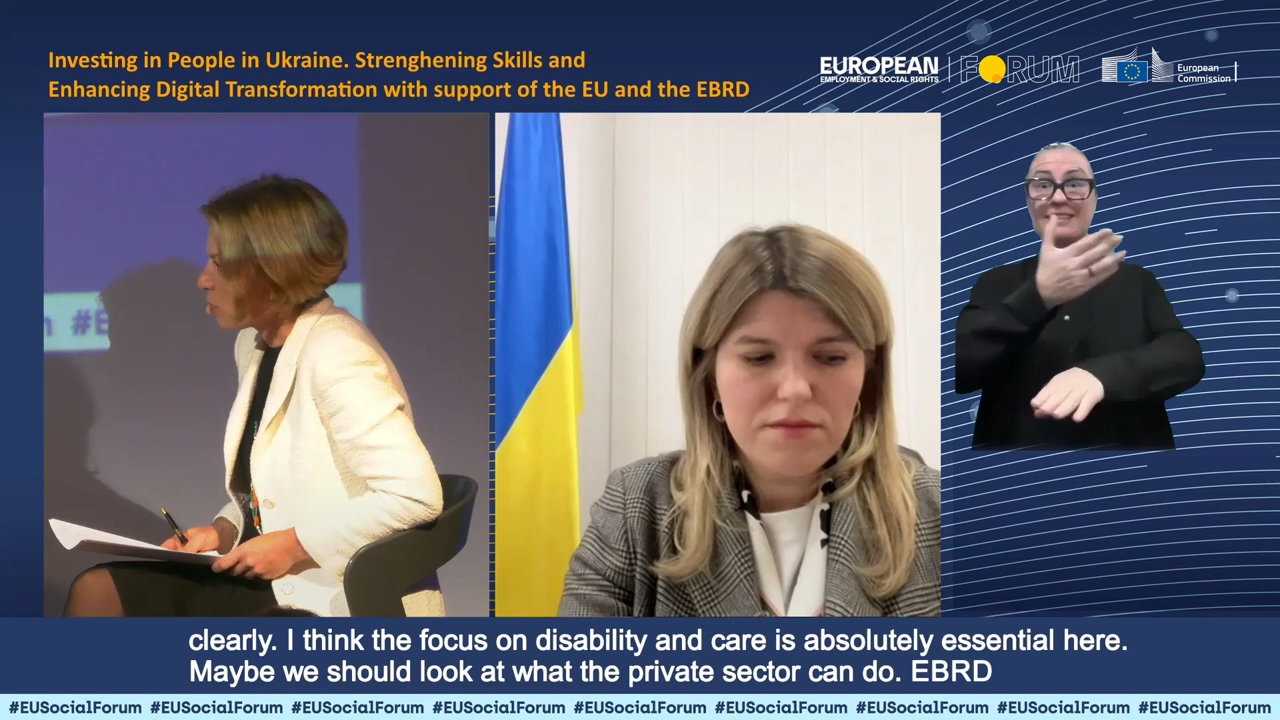 Investing in People in Ukraine. Strenghening Skills and
Enhancing Digital Transformation with support of the EU and the EBRD
EUROPEAN
EMPLOYMENT & SOCIAL RIGHTS
FORUM
European
Commission
#E
clearly. I think the focus on disability and care is absolutely essential here.
Maybe we should look at what the private sector can do. EBRD
#EUSocialForum #EUSocialForum #EUSocialForum #EUSocialForum #EUSocialForum #EUSocialForum #EUSocialForum #EUSocialForum #EUSocialForum